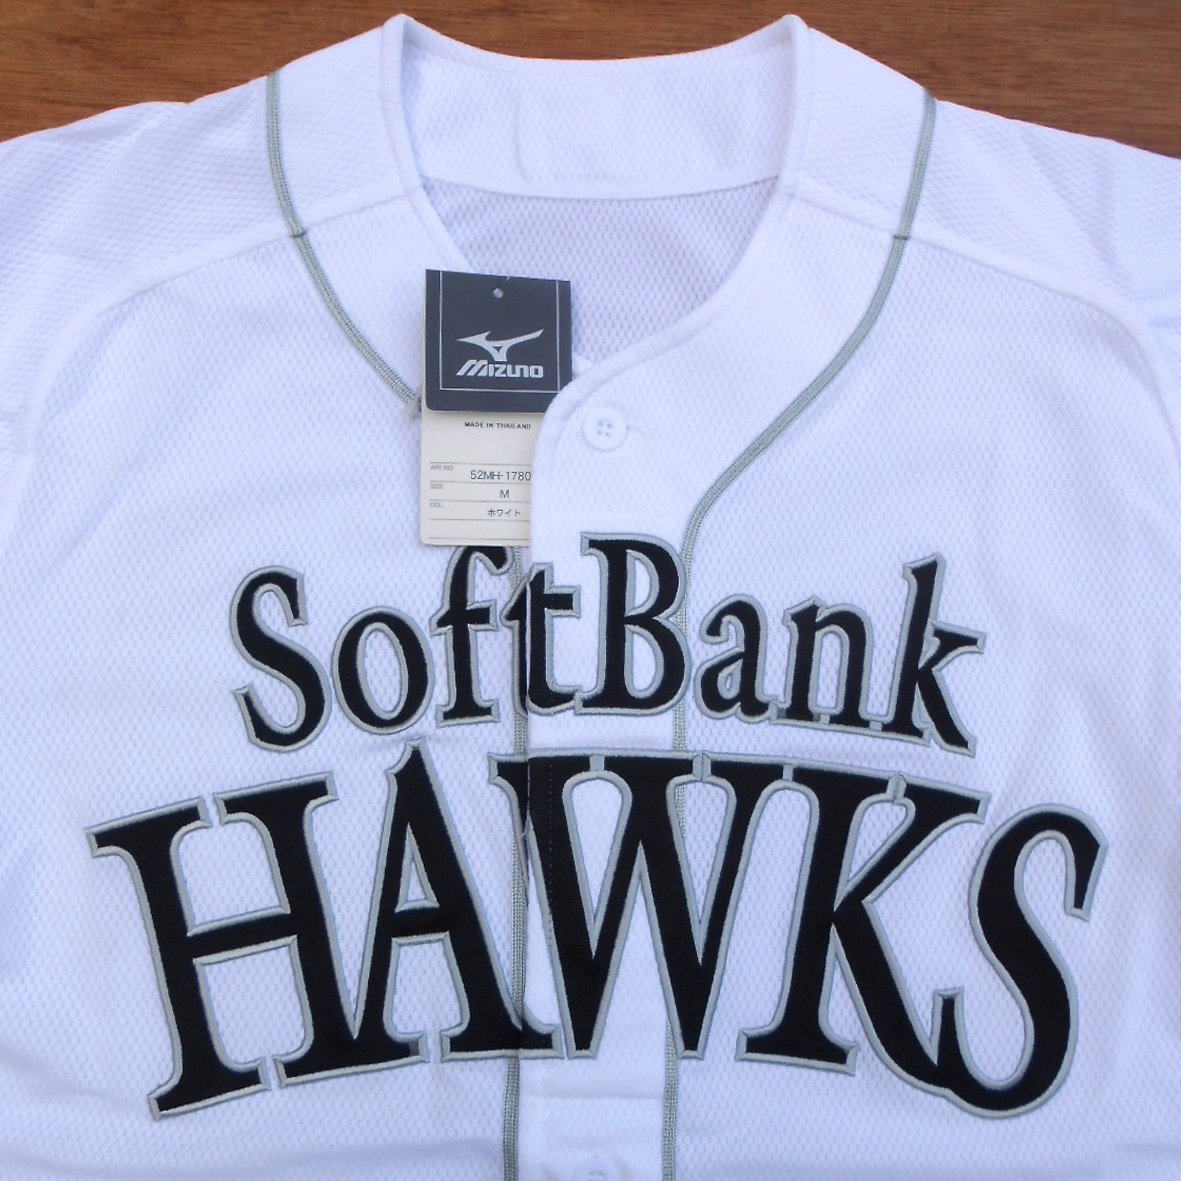 MIZUNO
MADE IN THAILAND
ART NO. 52MH-1780
SIZE M
COL. ホワイト
SoftBank
HAWKS